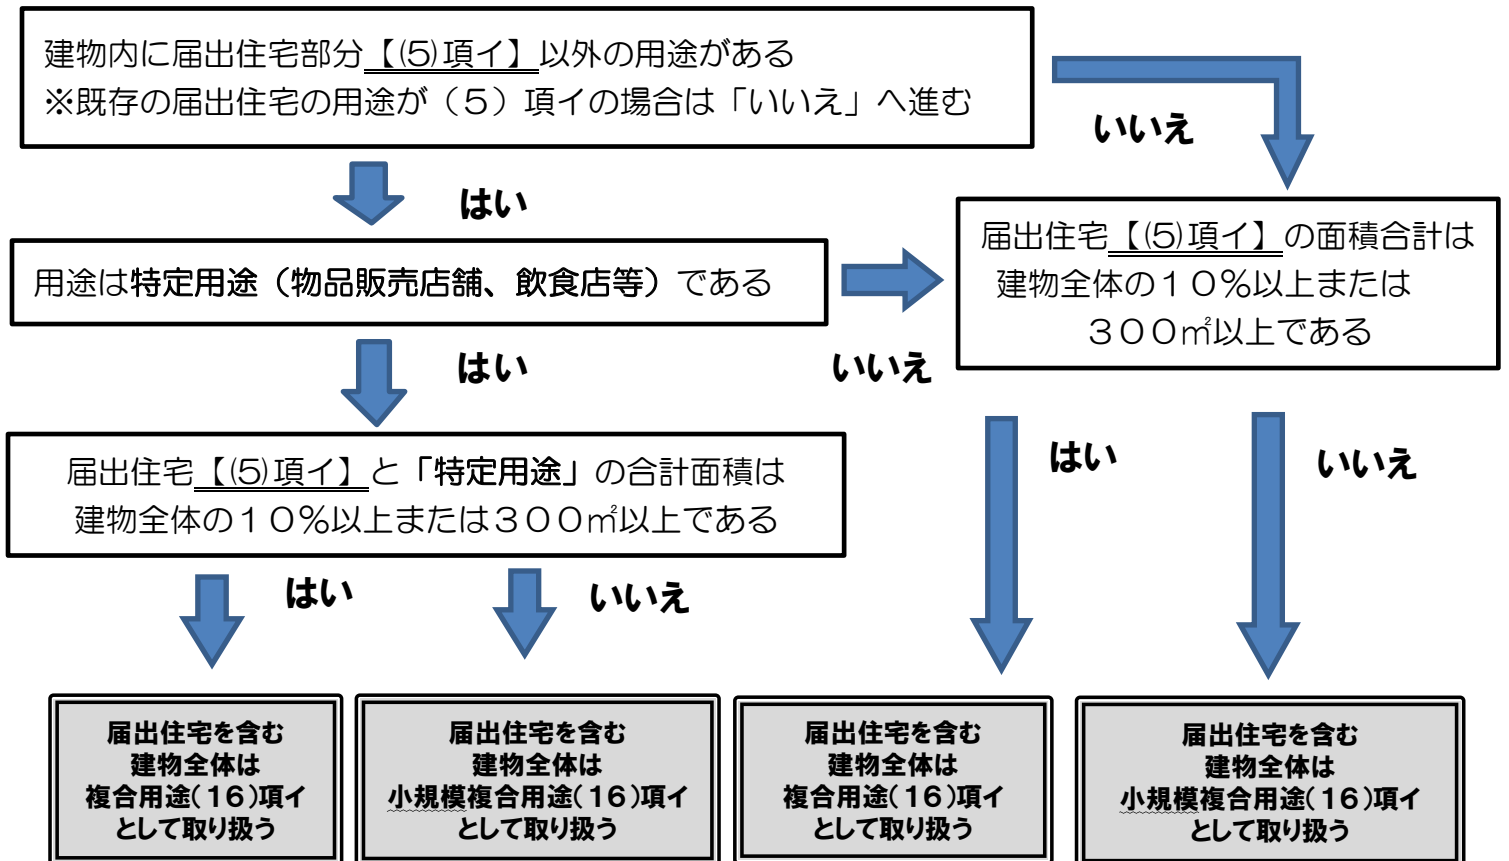 建物内に届出住宅部分【⑸項イ】以外の用途がある
※既存の届出住宅の用途が（５）項イの場合は「いいえ」へ進む
いいえ
はい
用途は特定用途（物品販売店舗、飲食店等）である
届出住宅【⑸項イ】の面積合計は
建物全体の１０％以上または
３００㎡以上である
はい
いいえ
届出住宅【⑸項イ】と「特定用途」の合計面積は
建物全体の１０％以上または３００㎡以上である
はい
いいえ
はい
いいえ
届出住宅を含む
建物全体は
複合用途（１６）項イ
として取り扱う
届出住宅を含む
建物全体は
小規模複合用途（１６）項イ
として取り扱う
届出住宅を含む
建物全体は
複合用途（１６）項イ
として取り扱う
届出住宅を含む
建物全体は
小規模複合用途（１６）項イ
として取り扱う